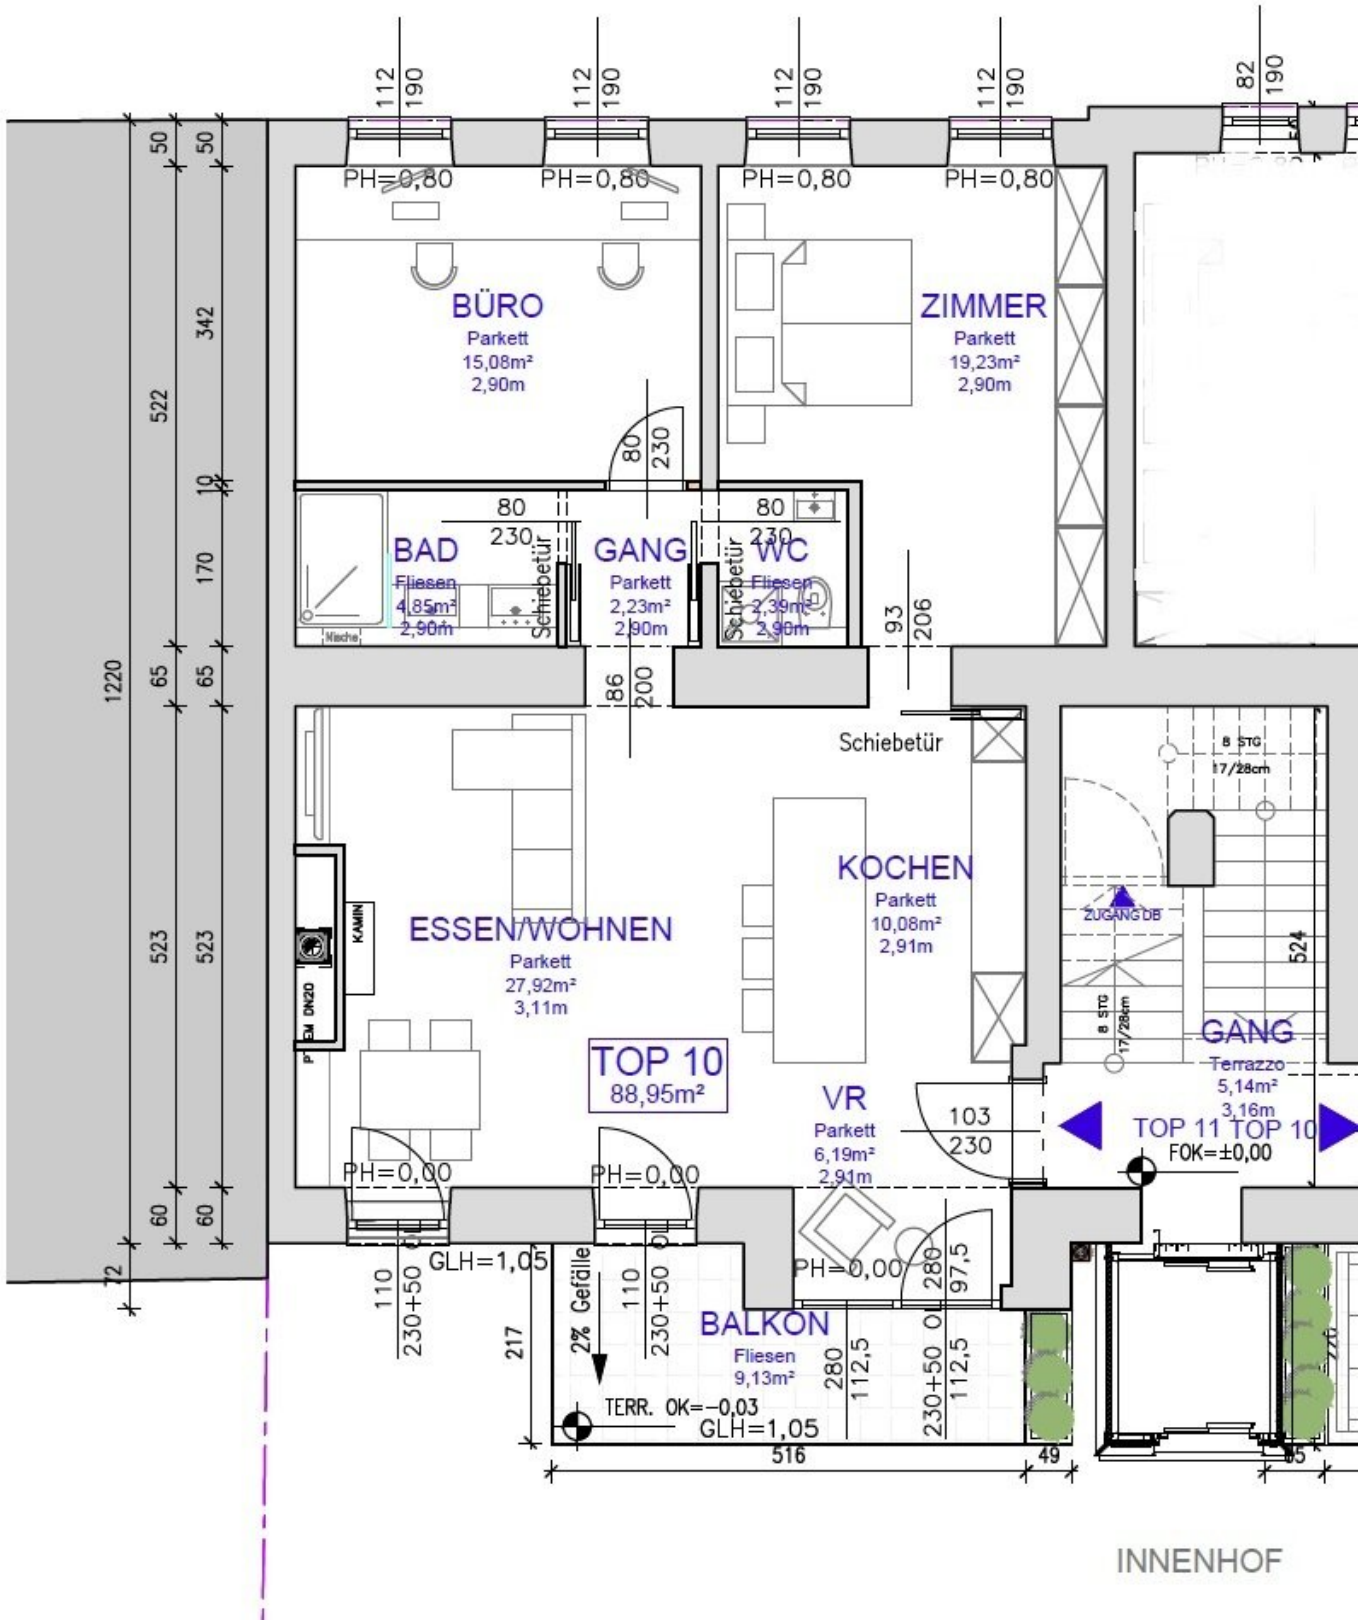 112
190
112
190
112
190
112
190
82
190
50
50
PH=0,80
PH=0,80
PH=0,80
PH=0,80
BÜRO
Parkett
15,08m²
2,90m
ZIMMER
Parkett
19,23m²
2,90m
342
522
80
230
10
80
230
80
230
BAD
Fliesen
4,85m²
2,90m
Nische
Schiebetür
GANG
Parkett
2,23m²
2,90m
Schiebetür
WC
Fliesen
2,39m²
2,90m
170
93
206
1220
65
65
86
200
Schiebetür
8 STG
17/28cm
KOCHEN
Parkett
10,08m²
2,91m
ZUGANG DB
KAMIN
ESSEN/WOHNEN
Parkett
27,92m²
3,11m
523
523
524
DN20
8 STG
17/28cm
GANG
Terrazzo
5,14m²
3,16m
TOP 10
88,95m²
VR
Parkett
6,19m²
2,91m
103
230
TOP 11
TOP 10
FOK=±0,00
PH=0,00
PH=0,00
60
60
72
GLH=1,05
110
230+50
2% Gefälle
110
230+50
PH=0,00
280
97,5
BALKON
Fliesen
9,13m²
280
112,5
230+50
112,5
217
TERR. OK=-0,03
GLH=1,05
516
49
INNENHOF